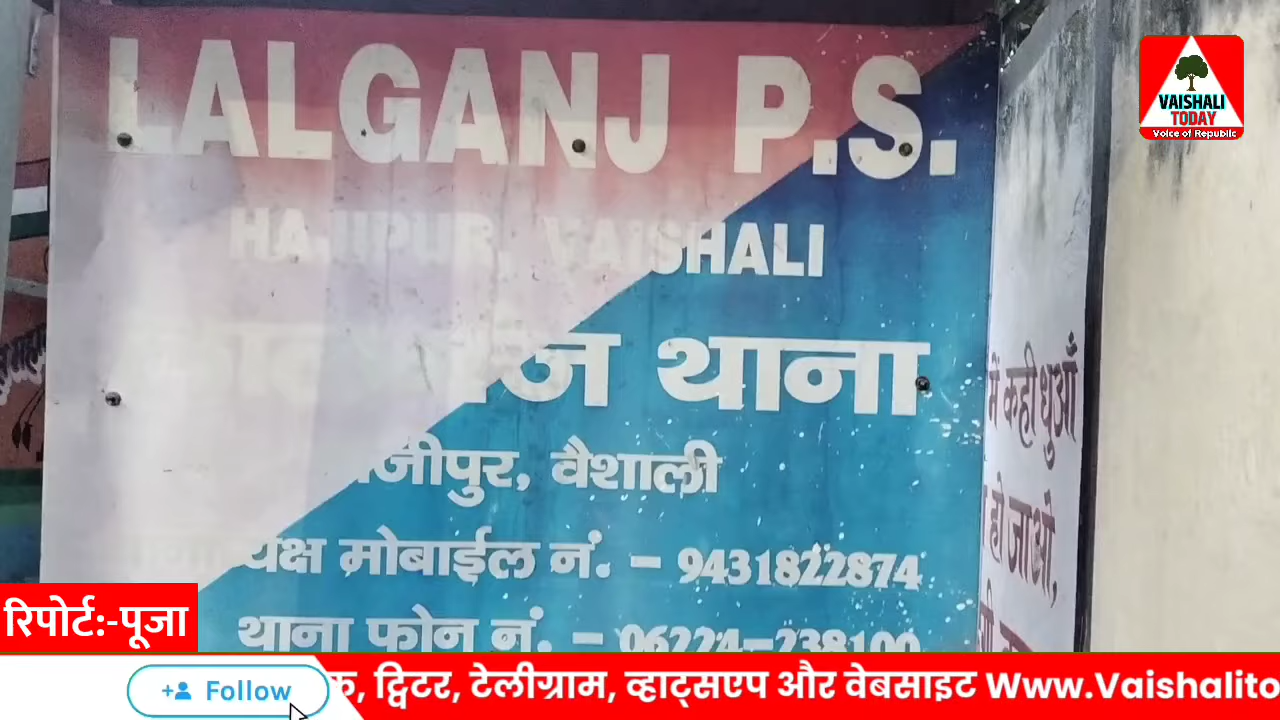 LALGANJ P.S.
HAJIPUR, VAISHALI
थाना
वैशाली
मोबाईल नं. - 9431822874
थाना फोन नं. - 06224-238100
में कहीं धुआँ
हो जाओ,
VAISHALI
TODAY
Voice of Republic
रिपोर्ट:-पूजा
Follow
ट्विटर, टेलीग्राम, व्हाट्सएप और वेबसाइट Www.Vaishalito